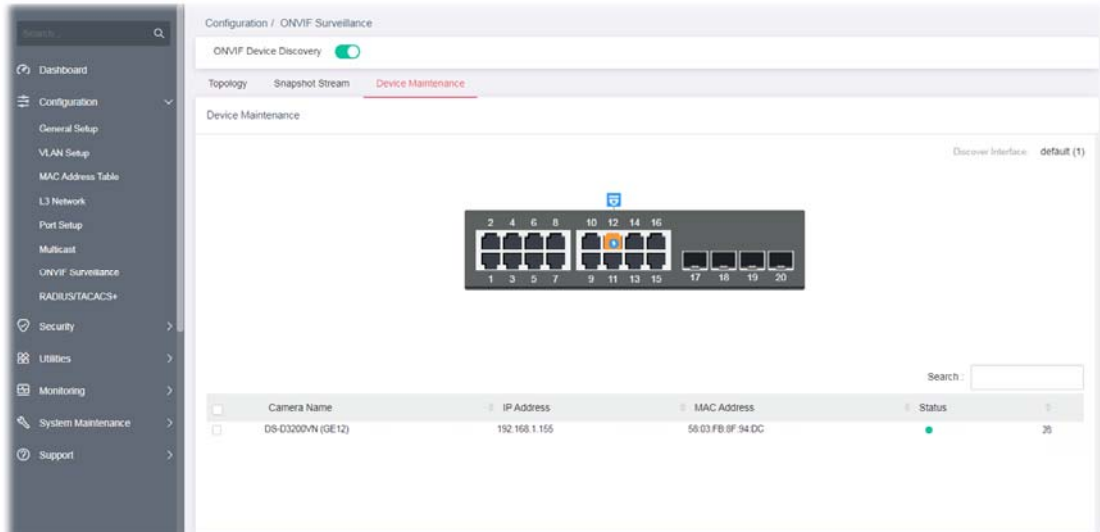 Configuration / ONVIF Surveillance
Search...
ONVIF Device Discovery
Dashboard
Topology Snapshot Stream Device Maintenance
Configuration
Device Maintenance
General Setup
VLAN Setup
Discover Interface default (1)
MAC Address Table
L3 Network
Port Setup
Multicast
ONVIF Surveillance
RADIUS/TACACS+
2 4 6 8 10 12 14 16
1 3 5 7 9 11 13 15 17 18 19 20
Security
Utilities
Monitoring
System Maintenance
Support
Search :
Camera Name IP Address MAC Address Status
DS-D3200VN (GE12) 192.168.1.155 58:03:FB:8F:94:DC